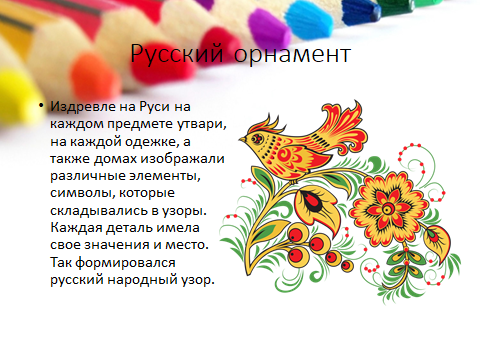 Русский орнамент
• Издревле на Руси на
каждом предмете утвари,
на каждой одежке, а
также домах изображали
различные элементы,
символы, которые
складывались в узоры.
Каждая деталь имела
свое значения и место.
Так формировался
русский народный узор.